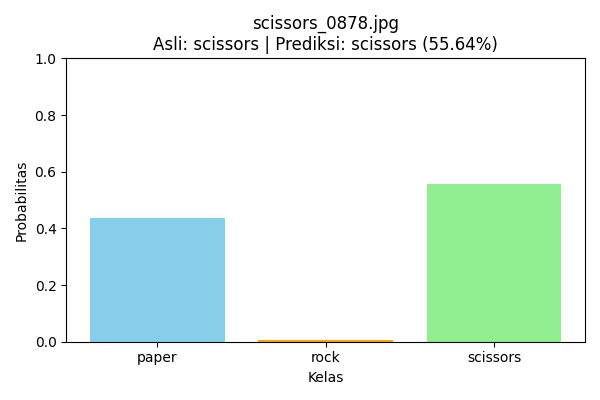 scissors_0878.jpg
Asli: scissors | Prediksi: scissors (55.64%)
1.0
0.8
0.6
0.4
0.2
0.0
Probabilitas
paper rock scissors
Kelas